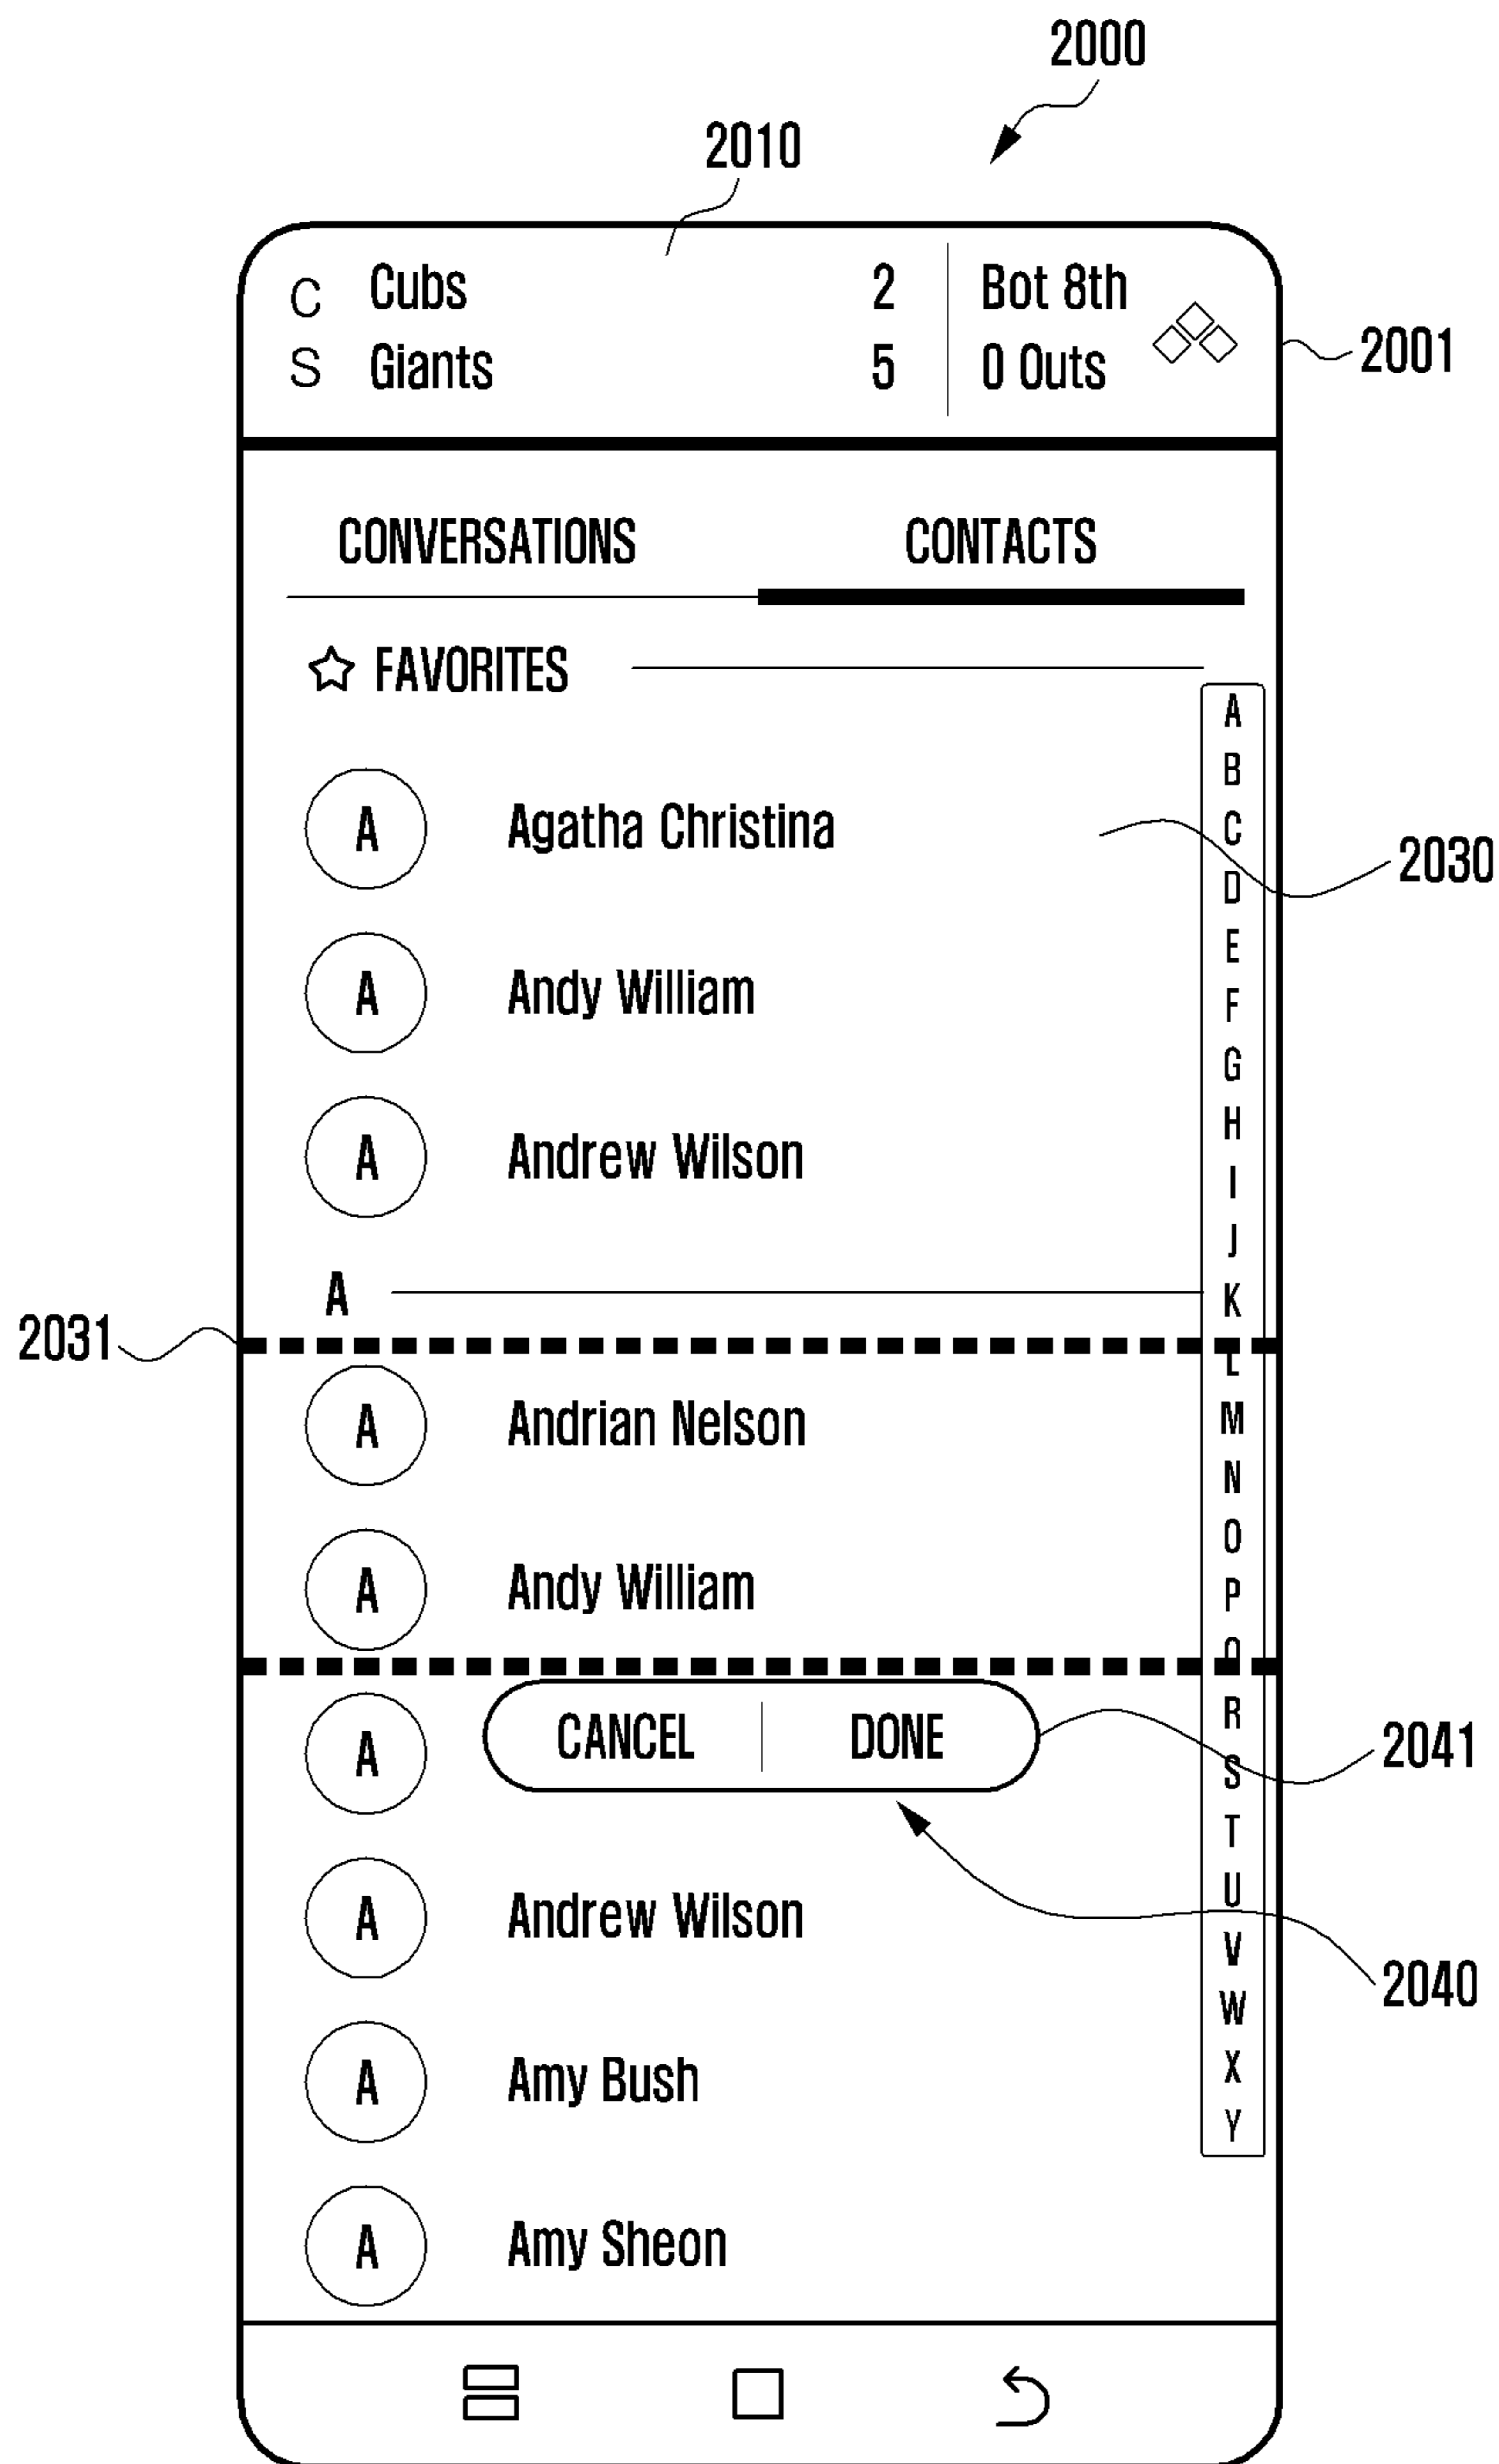 2000
2010
C Cubs 2 Bot 8th
S Giants 5 0 Outs
2001
CONVERSATIONS CONTACTS
FAVORITES
A
B
C
D
E
F
G
H
I
J
K
L
M
N
O
P
Q
R
S
T
U
V
W
X
Y
A Agatha Christina
2030
A Andy William
A Andrew Wilson
A
2031
A Andrian Nelson
A Andy William
A CANCEL DONE
2041
A Andrew Wilson
2040
A Amy Bush
A Amy Sheon